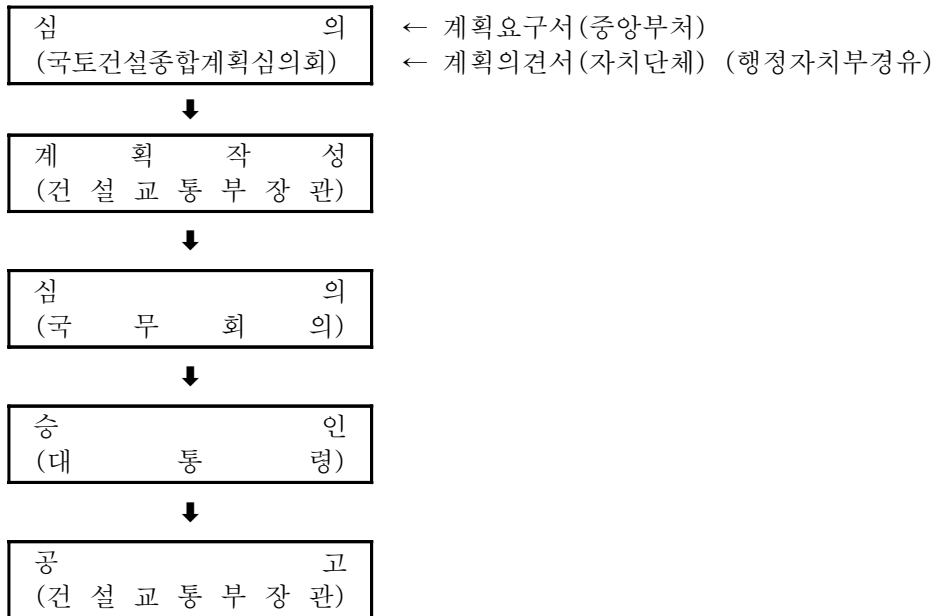 심 의 ← 계획요구서(중앙부처)
(국토건설종합계획심의회) ← 계획의견서(자치단체) (행정자치부경유)
⬇
계 획 작 성
(건 설 교 통 부 장 관)
⬇
심 의
(국 무 회 의)
⬇
승 인
(대 통 령)
⬇
공 고
(건 설 교 통 부 장 관)